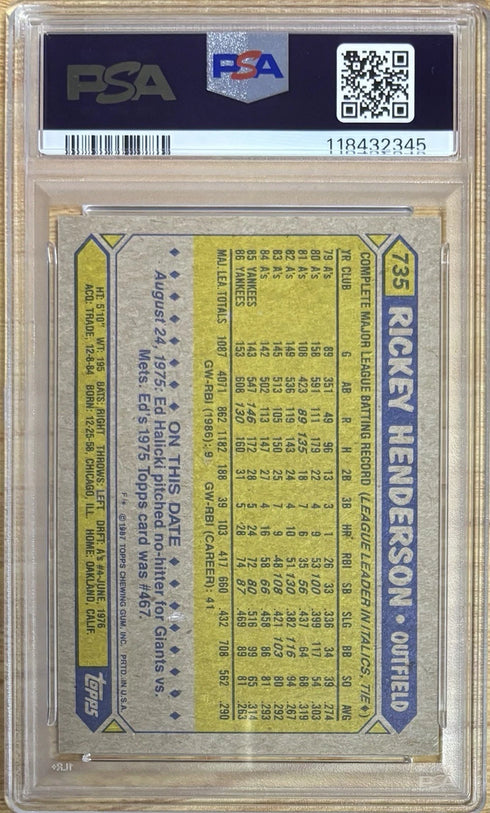 PSA
PSA
118432345
735 RICKEY HENDERSON • OUTFIELD
COMPLETE MAJOR LEAGUE BATTING RECORD (LEAGUE LEADER IN ITALICS, TIE♦)
YR CLUB G AB R H 2B 3B HR RBI SB SLG BB SO AVG
79 A's 89 351 49 96 13 3 1 26 33 .336 34 39 .274
80 A's 158 591 111 179 22 4 9 53 100 .399 117 54 .303
81 A's 108 423 89 135 18 7 6 35 56 .437 64 68 .319
82 A's 149 536 119 143 24 4 10 51 130 .382 116 94 .267
83 A's 145 513 105 150 25 7 9 48 108 .421 103 80 .292
84 A's 142 502 113 147 27 4 16 58 66 .458 86 81 .293
85 YANKEES 143 547 146 172 28 5 24 72 80 .516 99 65 .314
86 YANKEES 153 608 130 160 31 5 28 74 87 .469 89 81 .263
MAJ. LEA. TOTALS 1087 4071 862 1182 188 39 103 417 660 .432 708 562 .290
GW-RBI (1986): 9 GW-RBI (CAREER): 41
♦ ♦ ♦ ♦ ♦ ♦ ♦ ON THIS DATE ♦ ♦ ♦ ♦ ♦ ♦ ♦
August 24, 1975: Ed Halicki pitched no-hitter for Giants vs.
Mets. Ed's 1975 Topps card was #467.
© 1987 TOPPS CHEWING GUM, INC. PRTD. IN U.S.A.
HT: 5'10" WT: 195 BATS: RIGHT THROWS: LEFT DRFT: A's #4-JUNE, 1976
ACQ: TRADE, 12-8-84 BORN: 12-25-58, CHICAGO, ILL. HOME: OAKLAND, CALIF.
topps
PSA